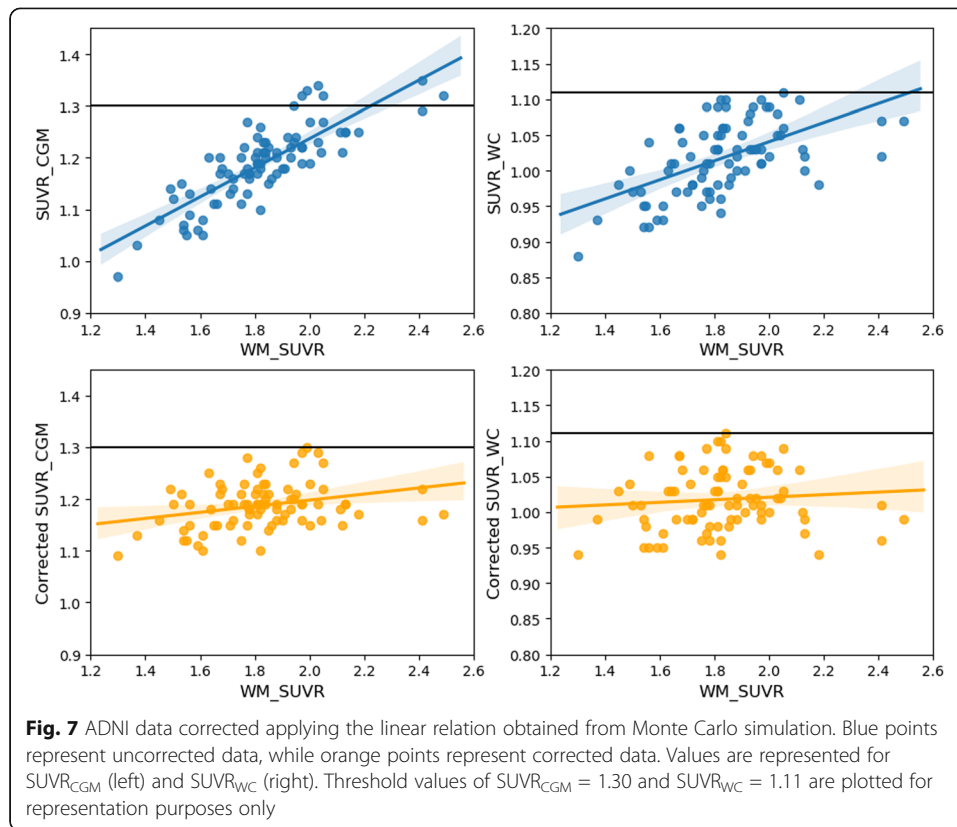 1.4
1.3
1.2
1.1
1.0
0.9
SUVR_CGM
1.2 1.4 1.6 1.8 2.0 2.2 2.4 2.6
WM_SUVR
1.20
1.15
1.10
1.05
1.00
0.95
0.90
0.85
0.80
SUVR_WC
1.2 1.4 1.6 1.8 2.0 2.2 2.4 2.6
WM_SUVR
1.4
1.3
1.2
1.1
1.0
0.9
Corrected SUVR_CGM
1.2 1.4 1.6 1.8 2.0 2.2 2.4 2.6
WM_SUVR
1.20
1.15
1.10
1.05
1.00
0.95
0.90
0.85
0.80
Corrected SUVR_WC
1.2 1.4 1.6 1.8 2.0 2.2 2.4 2.6
WM_SUVR
Fig. 7 ADNI data corrected applying the linear relation obtained from Monte Carlo simulation. Blue points
represent uncorrected data, while orange points represent corrected data. Values are represented for
SUVR_CGM (left) and SUVR_WC (right). Threshold values of SUVR_CGM = 1.30 and SUVR_WC = 1.11 are plotted for
representation purposes only